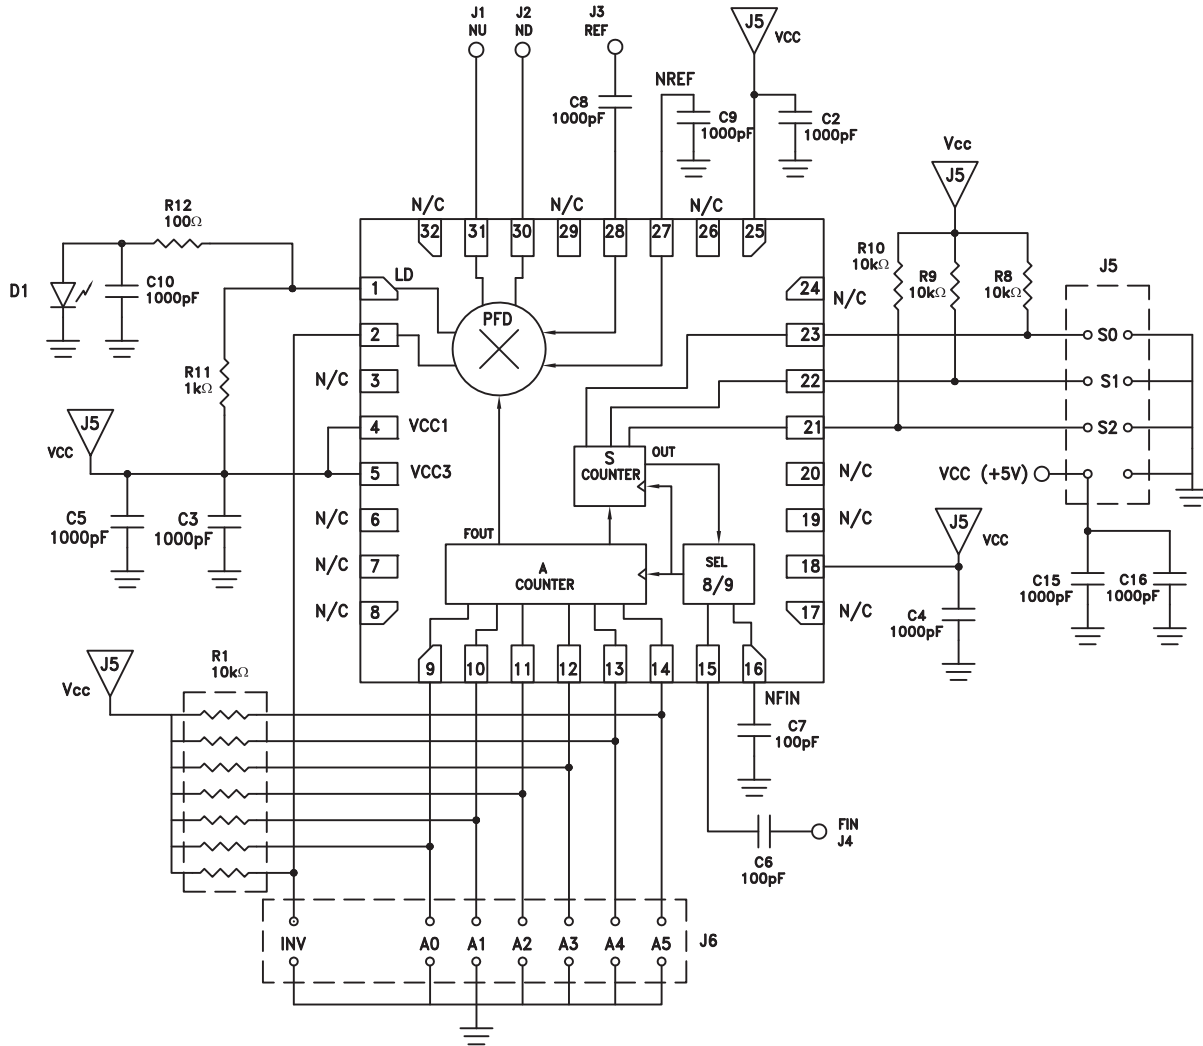 J1
NU
J2
ND
J3
REF
J5
VCC
C8
1000pF
NREF
C9
1000pF
C2
1000pF
Vcc
J5
R12
100Ω
N/C
N/C
N/C
32
31
30
29
28
27
26
25
R10
10kΩ
R9
10kΩ
R8
10kΩ
J5
D1
C10
1000pF
LD
1
PFD
24
N/C
2
23
S0
R11
1kΩ
N/C
3
22
S1
J5
VCC
4
VCC1
21
S2
OUT
S
COUNTER
5
VCC3
20
N/C
VCC (+5V)
C5
1000pF
C3
1000pF
N/C
6
FOUT
19
N/C
J5
VCC
N/C
7
A
COUNTER
SEL
8/9
18
C15
1000pF
C16
1000pF
N/C
8
17
N/C
C4
1000pF
J5
Vcc
R1
10kΩ
9
10
11
12
13
14
15
16
NFIN
C7
100pF
FIN
J4
C6
100pF
INV
A0
A1
A2
A3
A4
A5
J6